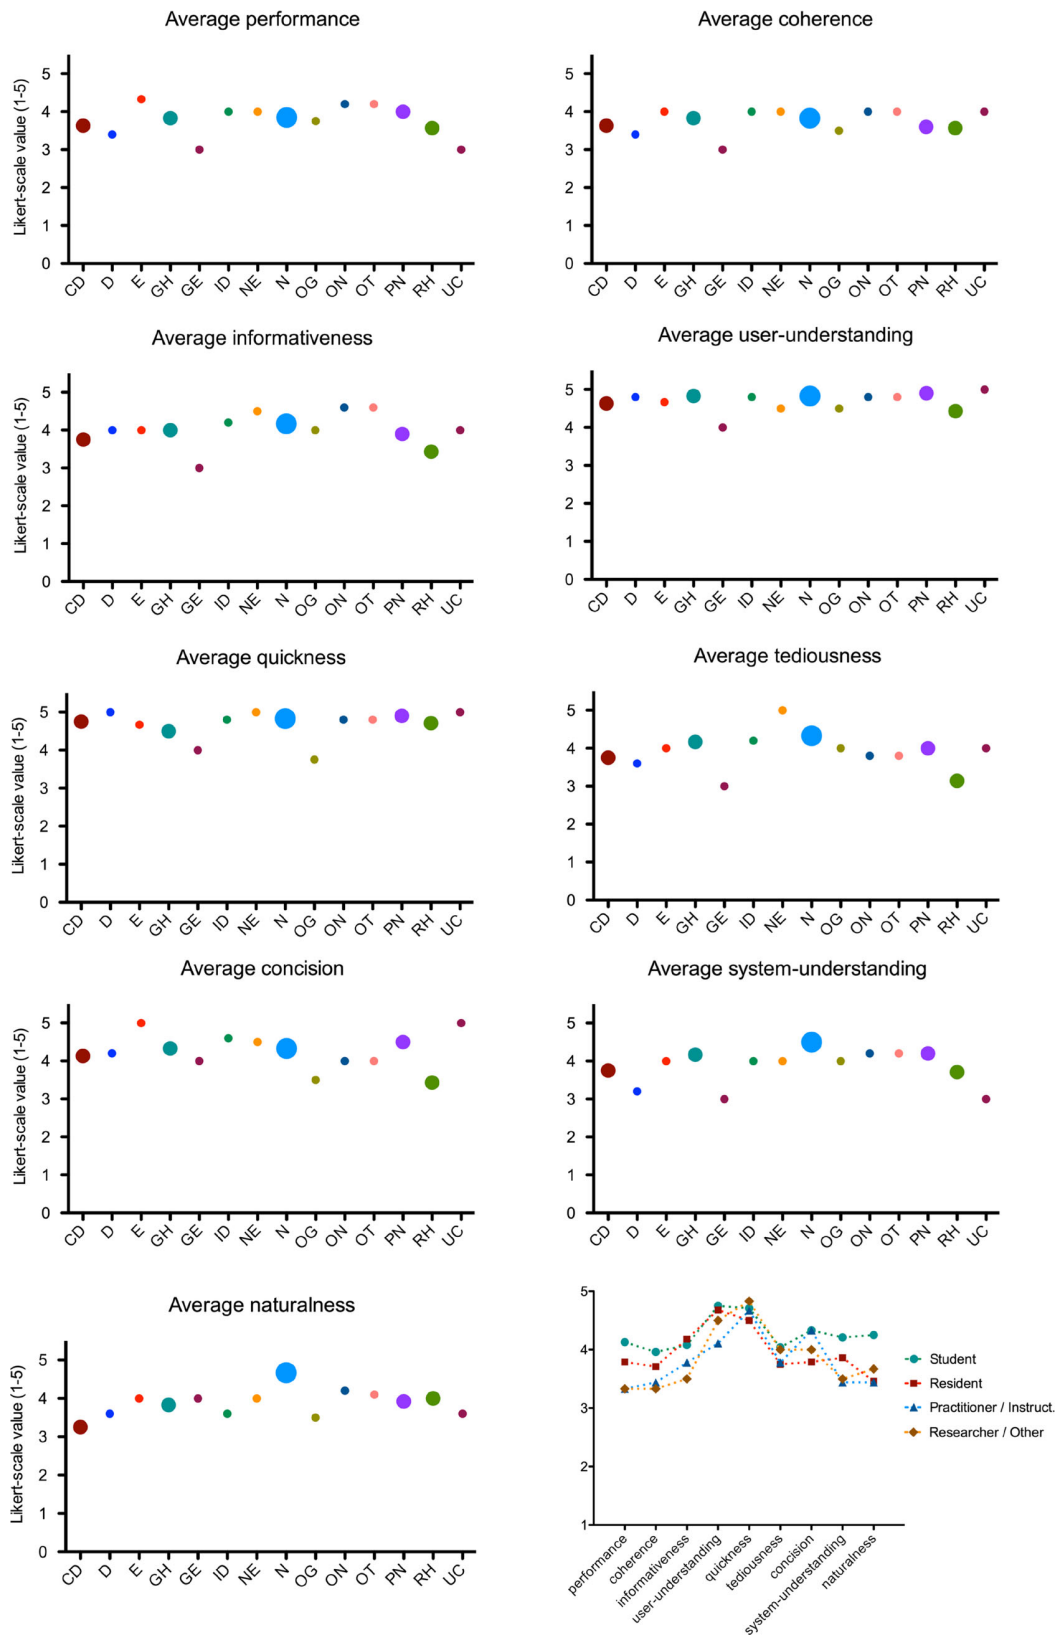 Average performance
Likert-scale value (1-5)
5
4
3
2
1
0
CD D E GH GE ID NE N OG ON OT PN RH UC
Average coherence
5
4
3
2
1
0
CD D E GH GE ID NE N OG ON OT PN RH UC
Average informativeness
Likert-scale value (1-5)
5
4
3
2
1
0
CD D E GH GE ID NE N OG ON OT PN RH UC
Average user-understanding
5
4
3
2
1
0
CD D E GH GE ID NE N OG ON OT PN RH UC
Average quickness
Likert-scale value (1-5)
5
4
3
2
1
0
CD D E GH GE ID NE N OG ON OT PN RH UC
Average tediousness
5
4
3
2
1
0
CD D E GH GE ID NE N OG ON OT PN RH UC
Average concision
Likert-scale value (1-5)
5
4
3
2
1
0
CD D E GH GE ID NE N OG ON OT PN RH UC
Average system-understanding
5
4
3
2
1
0
CD D E GH GE ID NE N OG ON OT PN RH UC
Average naturalness
Likert-scale value (1-5)
5
4
3
2
1
0
CD D E GH GE ID NE N OG ON OT PN RH UC
5
4
3
2
1
performance coherence informativeness user-understanding quickness tediousness concision system-understanding naturalness
Student
Resident
Practitioner / Instruct.
Researcher / Other